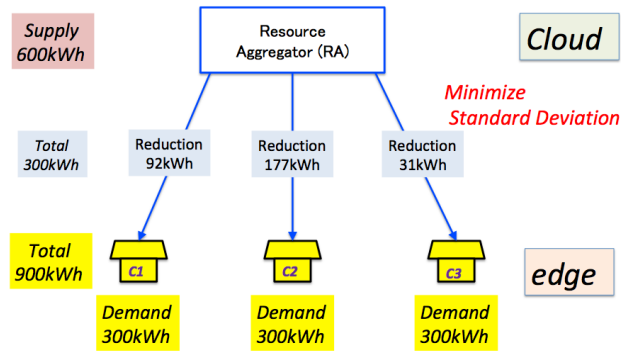 Supply
600kWh
Resource
Aggregator (RA)
Cloud
Minimize
Standard Deviation
Total
300kWh
Reduction
92kWh
Reduction
177kWh
Reduction
31kWh
Total
900kWh
C1
C2
C3
edge
Demand
300kWh
Demand
300kWh
Demand
300kWh